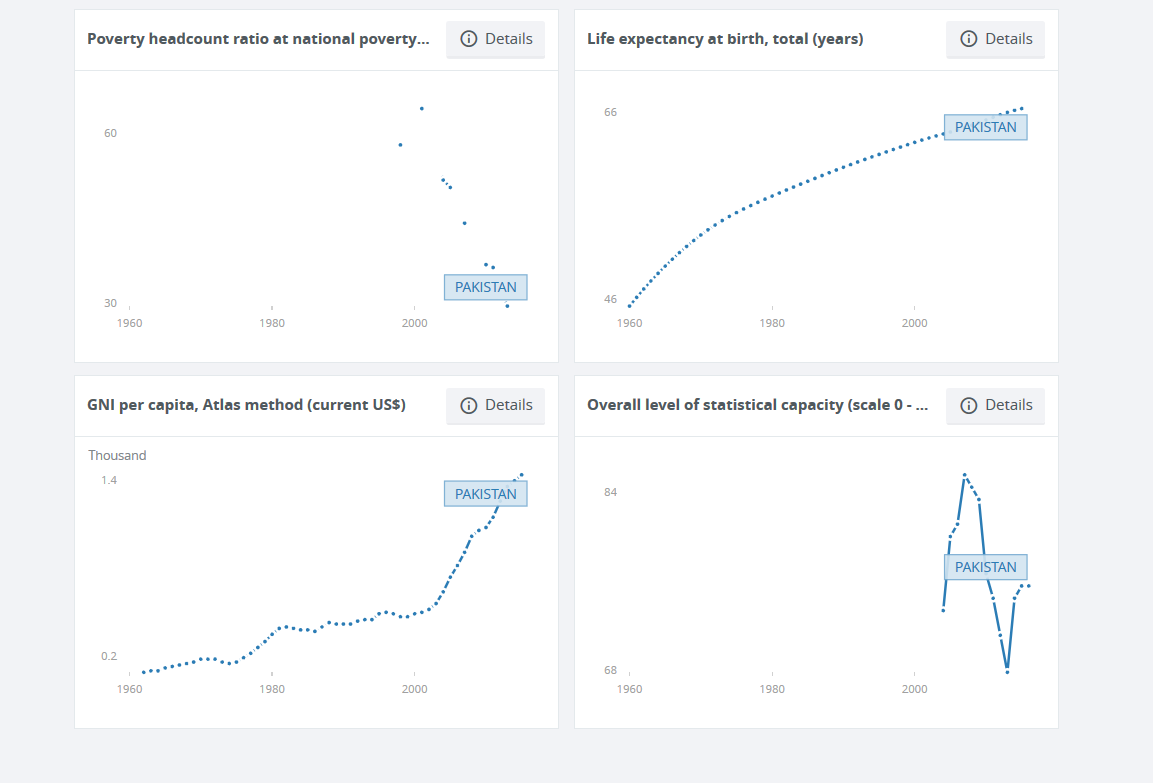 Poverty headcount ratio at national poverty...
Details
60
30
PAKISTAN
1960
1980
2000
Life expectancy at birth, total (years)
Details
66
46
PAKISTAN
1960
1980
2000
GNI per capita, Atlas method (current US$)
Details
Thousand
1.4
0.2
PAKISTAN
1960
1980
2000
Overall level of statistical capacity (scale 0 - ...
Details
84
68
PAKISTAN
1960
1980
2000